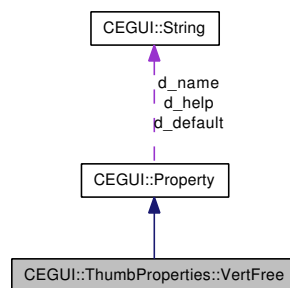 CEGUI::String
d_name
d_help
d_default
CEGUI::Property
CEGUI::ThumbProperties::VertFree